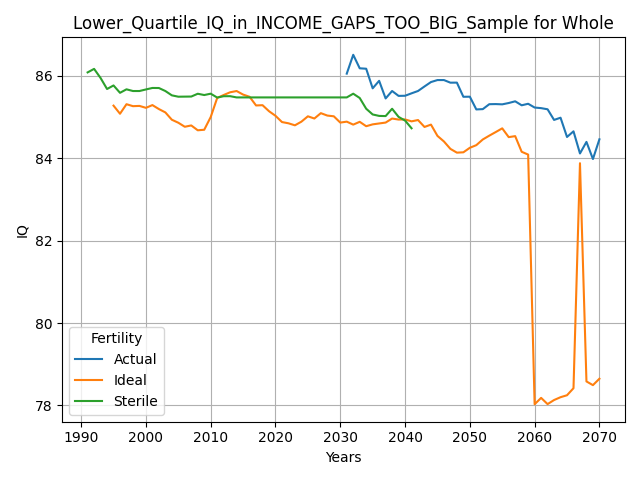 Lower_Quartile_IQ_in_INCOME_GAPS_TOO_BIG_Sample for Whole
IQ
86
84
82
80
78
Fertility
Actual
Ideal
Sterile
1990 2000 2010 2020 2030 2040 2050 2060 2070
Years